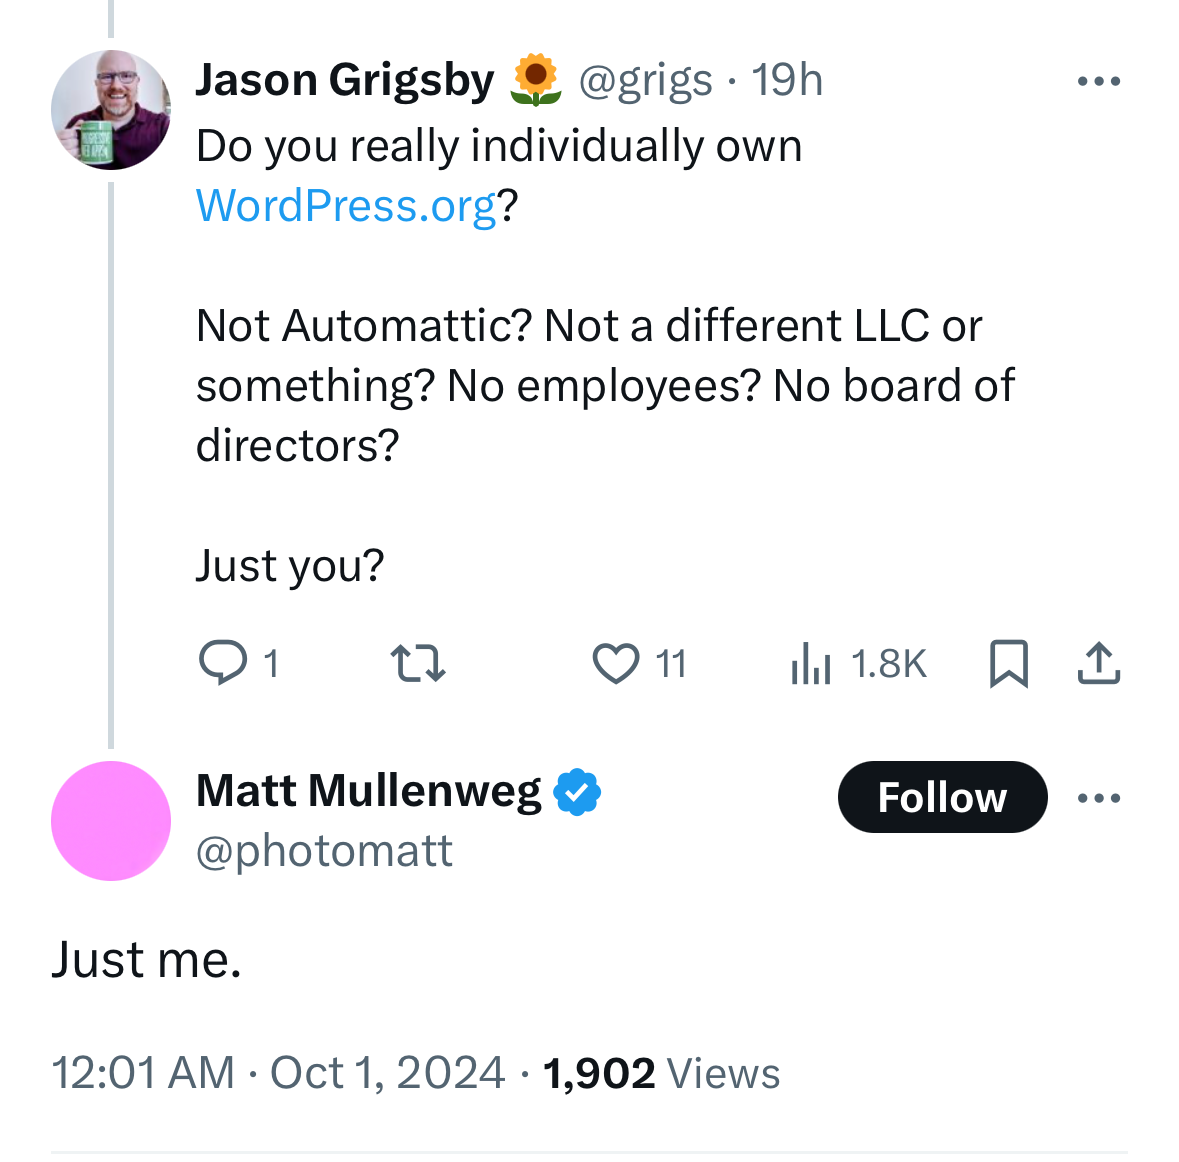 Jason Grigsby 🌻 @grigs · 19h
Do you really individually own
WordPress.org?
Not Automattic? Not a different LLC or
something? No employees? No board of
directors?
Just you?
1 11 1.8K
Matt Mullenweg
Follow
@photomatt
Just me.
12:01 AM · Oct 1, 2024 · 1,902 Views